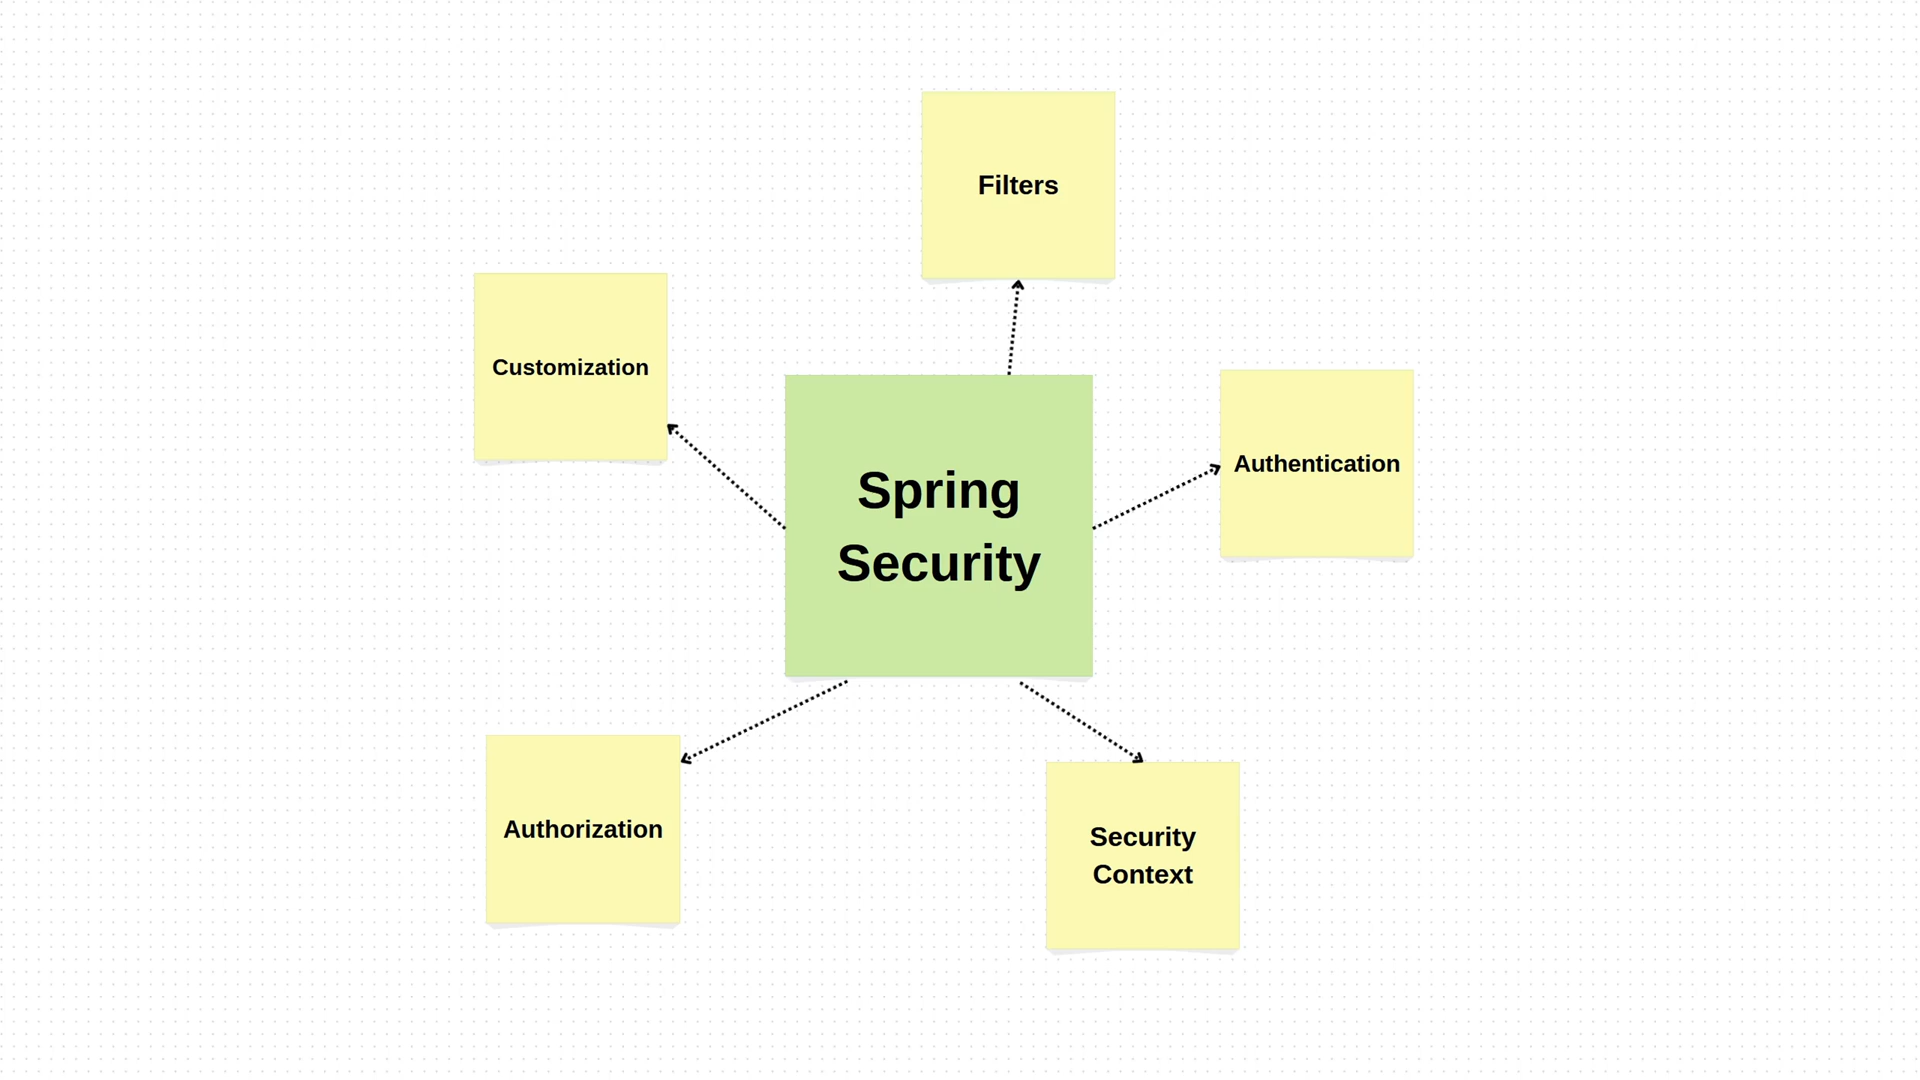 Filters
Customization
Authentication
Spring
Security
Authorization
Security
Context